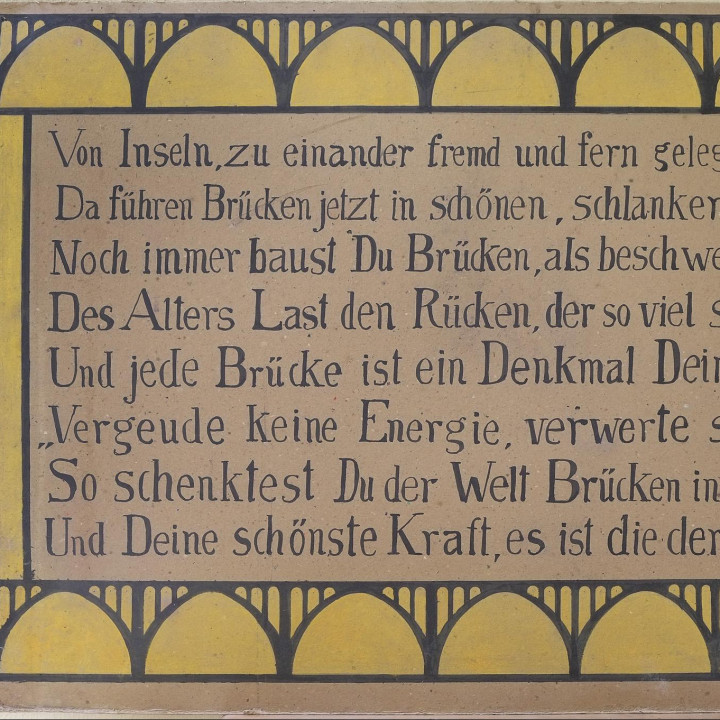 Von Inseln, zu einander fremd und fern geleg
Da führen Brücken jetzt in schönen, schlanken
Noch immer baust Du Brücken, als beschwe
Des Alters Last den Rücken, der so viel s
Und jede Brücke ist ein Denkmal Dein
„Vergeude keine Energie, verwerte s
So schenktest Du der Welt Brücken in
Und Deine schönste Kraft, es ist die der